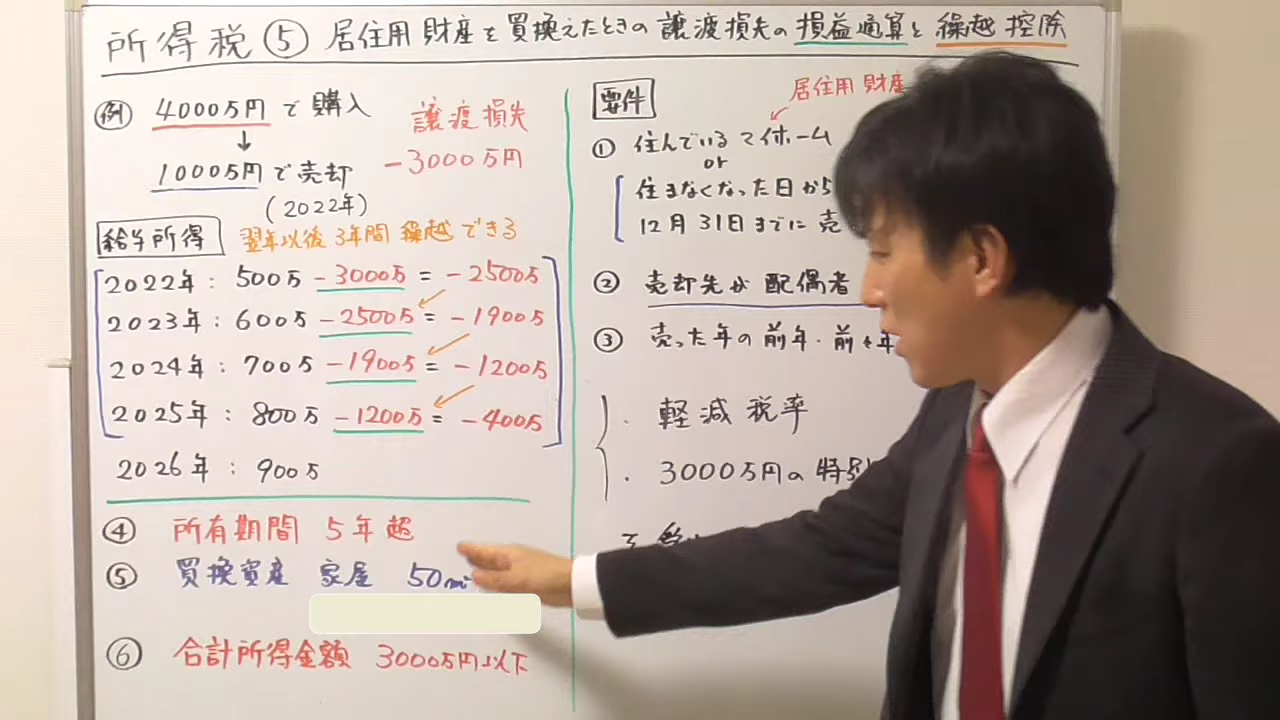 所得税⑤ 居住用財産を買換えたときの譲渡損失の損益通算と繰越控除
例 4000万円で購入
譲渡損失
↓
1000万円で売却 -3000万円
(2022年)
給与所得 翌年以後3年間繰越できる
2022年: 500万-3000万=-2500万
2023年:600万-2500万=-1900万
2024年:700万-1900万=-1200万
2025年:800万-1200万=-400万
2026年:900万
④ 所有期間 5年超
⑤ 買換資産 家屋 50㎡
⑥ 合計所得金額 3000万円以下
要件
居住用財産
① 住んでいるマイホーム
or
住まなくなった日から
12月31日までに売
② 売却先が配偶者
③ 売った年の前年・前々年
・軽減税率
・3000万円の特別